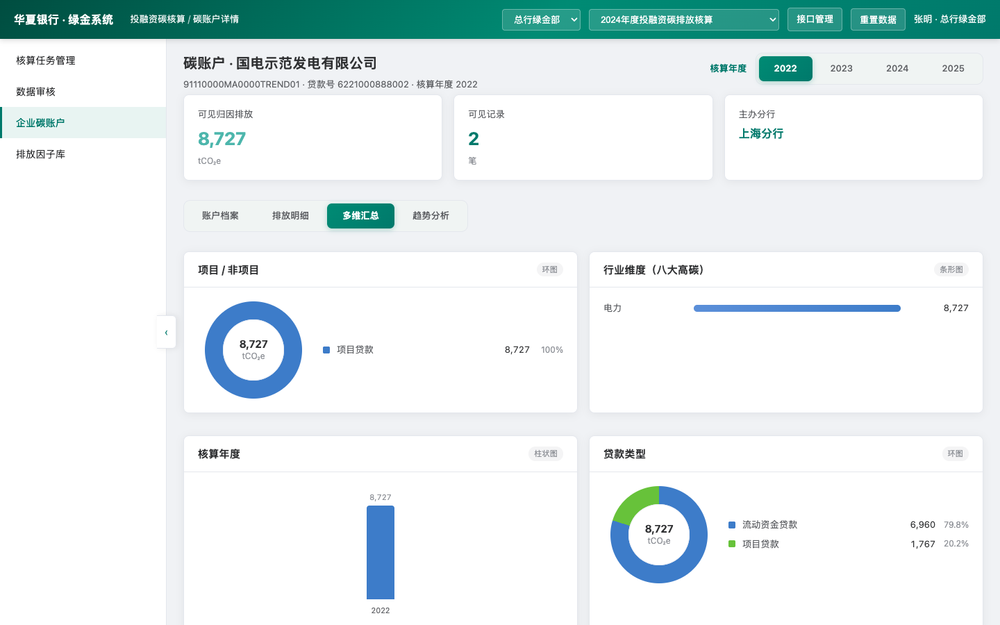 华夏银行 · 绿金系统
投融资碳核算 / 碳账户详情
总行绿金部
2024年度投融资碳排放核算
接口管理
重置数据
张明 · 总行绿金部
核算任务管理
数据审核
企业碳账户
排放因子库
‹
碳账户 · 国电示范发电有限公司
91110000MA0000TREND01 · 贷款号 6221000888002 · 核算年度 2022
核算年度
2022
2023
2024
2025
可见归因排放
8,727
tCO₂e
可见记录
2
笔
主办分行
上海分行
账户档案
排放明细
多维汇总
趋势分析
项目 / 非项目
环图
8,727
tCO₂e
项目贷款 8,727 100%
行业维度（八大高碳）
条形图
电力 8,727
核算年度
柱状图
8,727
2022
贷款类型
环图
8,727
tCO₂e
流动资金贷款 6,960 79.8%
项目贷款 1,767 20.2%